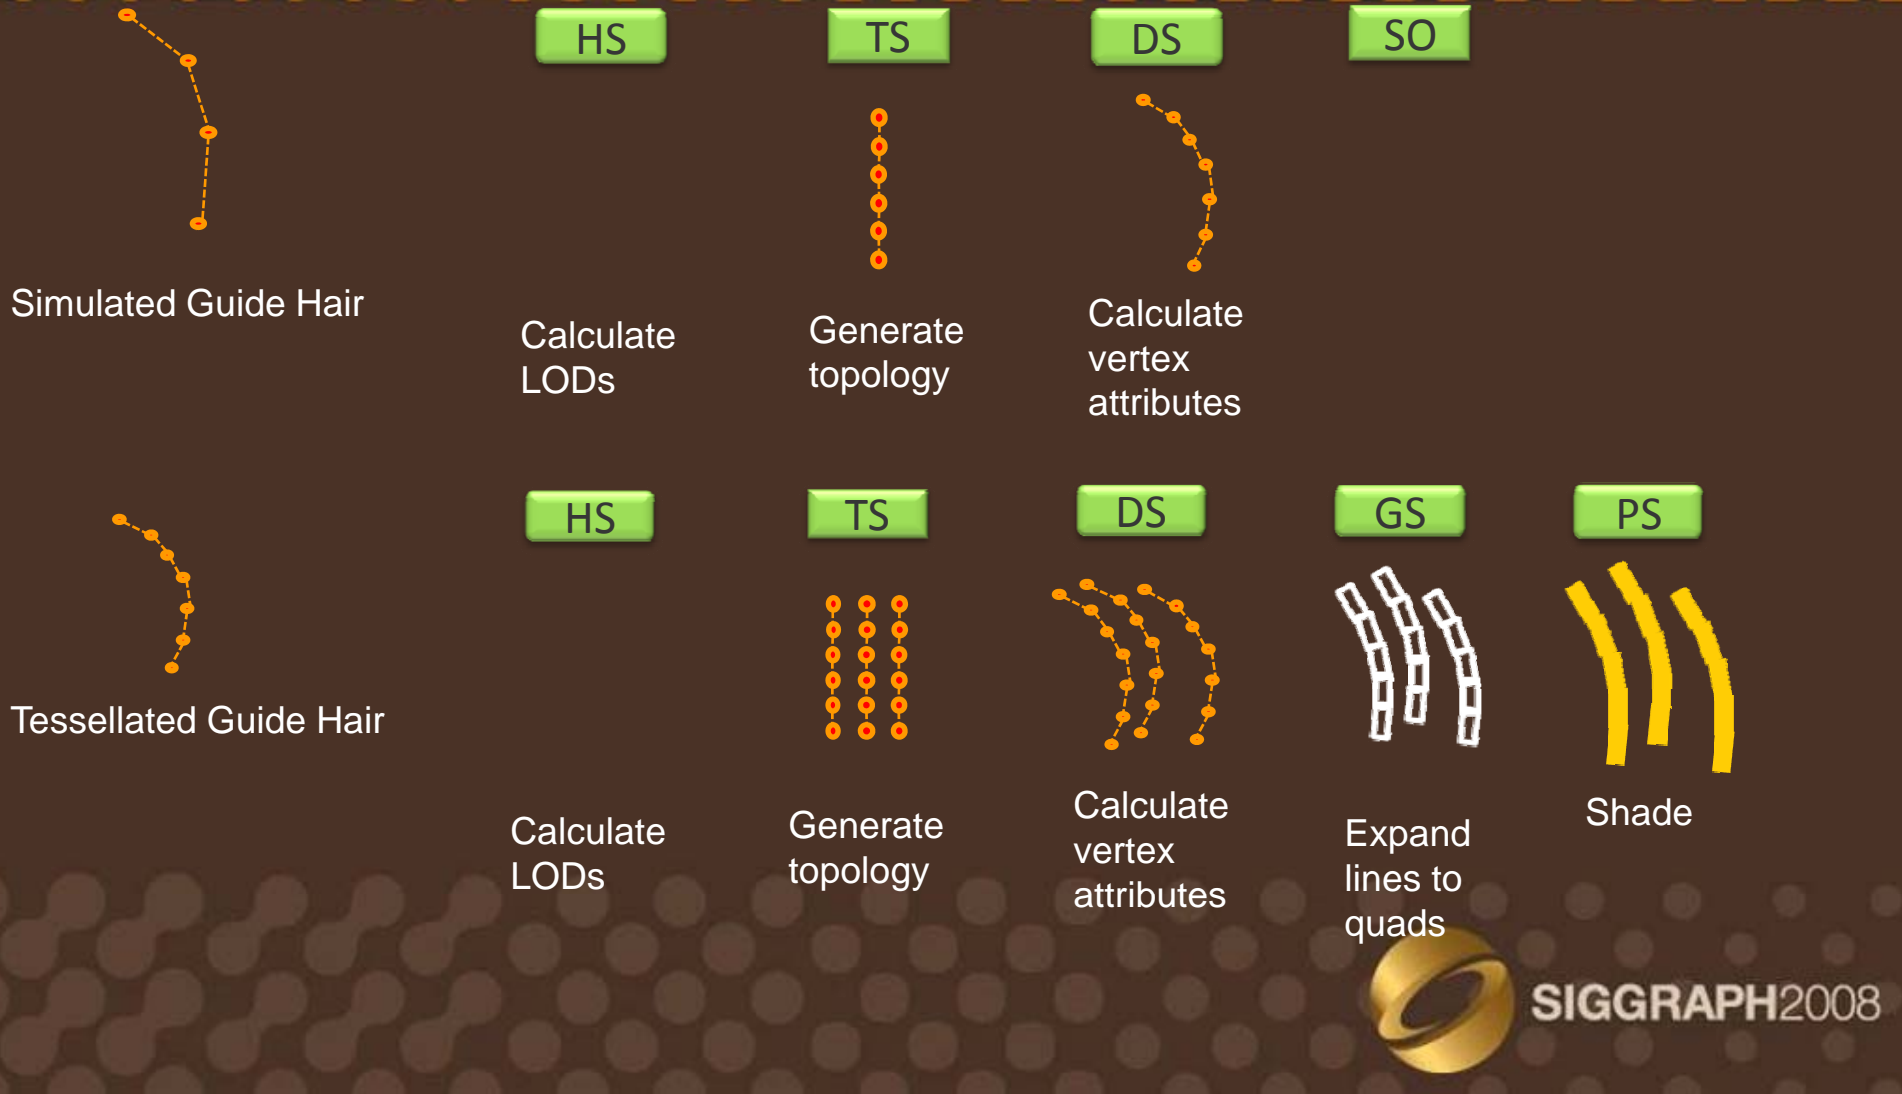 HS
TS
DS
SO
Simulated Guide Hair
Calculate
LODs
Generate
topology
Calculate
vertex
attributes
HS
TS
DS
GS
PS
Tessellated Guide Hair
Calculate
LODs
Generate
topology
Calculate
vertex
attributes
Expand
lines to
quads
Shade
SIGGRAPH2008